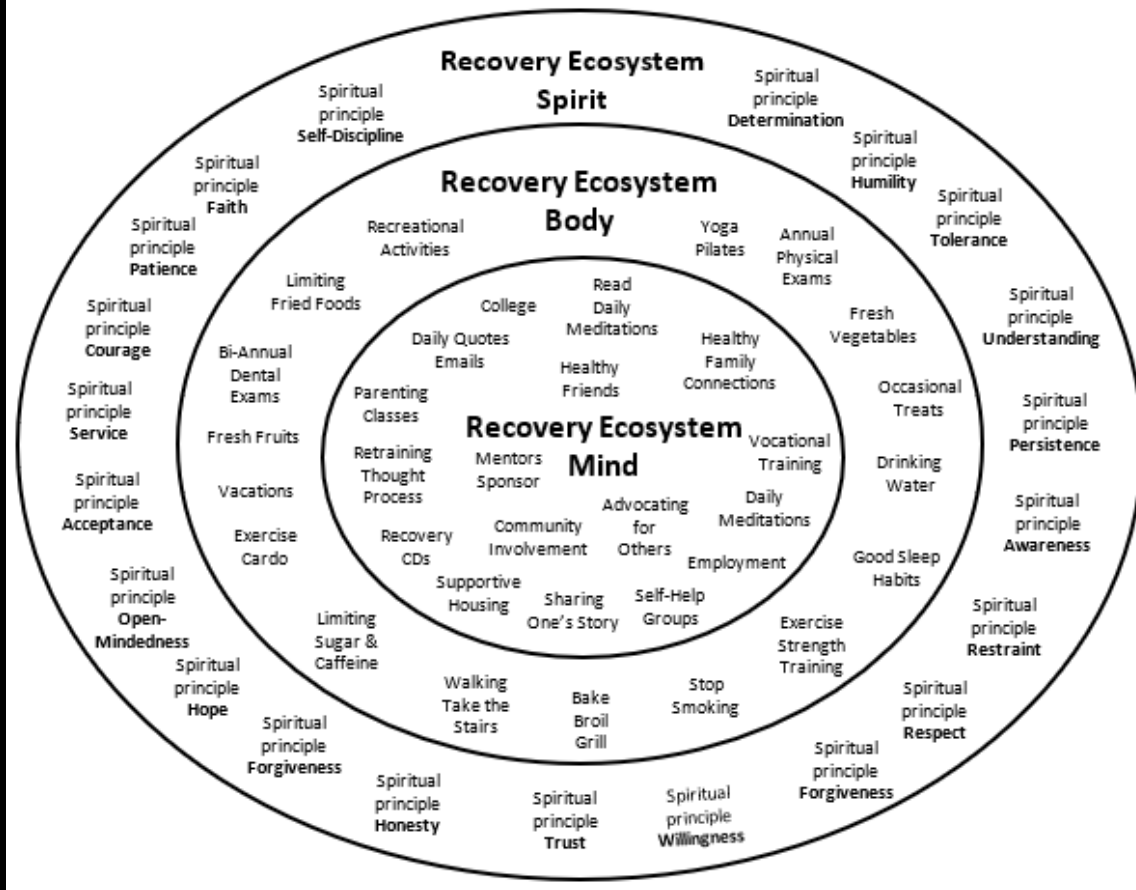 Recovery Ecosystem
Spirit
Spiritual
principle
Self-Discipline
Spiritual
principle
Determination
Spiritual
principle
Faith
Spiritual
principle
Humility
Spiritual
principle
Patience
Spiritual
principle
Tolerance
Spiritual
principle
Courage
Spiritual
principle
Understanding
Spiritual
principle
Service
Spiritual
principle
Persistence
Spiritual
principle
Acceptance
Spiritual
principle
Awareness
Spiritual
principle
Open-
Mindedness
Spiritual
principle
Restraint
Spiritual
principle
Hope
Spiritual
principle
Respect
Spiritual
principle
Forgiveness
Spiritual
principle
Forgiveness
Spiritual
principle
Honesty
Spiritual
principle
Trust
Spiritual
principle
Willingness
Recovery Ecosystem
Body
Recreational
Activities
Yoga
Pilates
Annual
Physical
Exams
Limiting
Fried Foods
Fresh
Vegetables
Bi-Annual
Dental
Exams
Occasional
Treats
Fresh Fruits
Drinking
Water
Vacations
Exercise
Cardo
Good Sleep
Habits
Limiting
Sugar &
Caffeine
Exercise
Strength
Training
Walking
Take the
Stairs
Bake
Broil
Grill
Stop
Smoking
College
Read
Daily
Meditations
Daily Quotes
Emails
Healthy
Friends
Healthy
Family
Connections
Parenting
Classes
Recovery Ecosystem
Mind
Vocational
Training
Retraining
Thought
Process
Mentors
Sponsor
Daily
Meditations
Recovery
CDs
Community
Involvement
Advocating
for
Others
Employment
Supportive
Housing
Sharing
One's Story
Self-Help
Groups